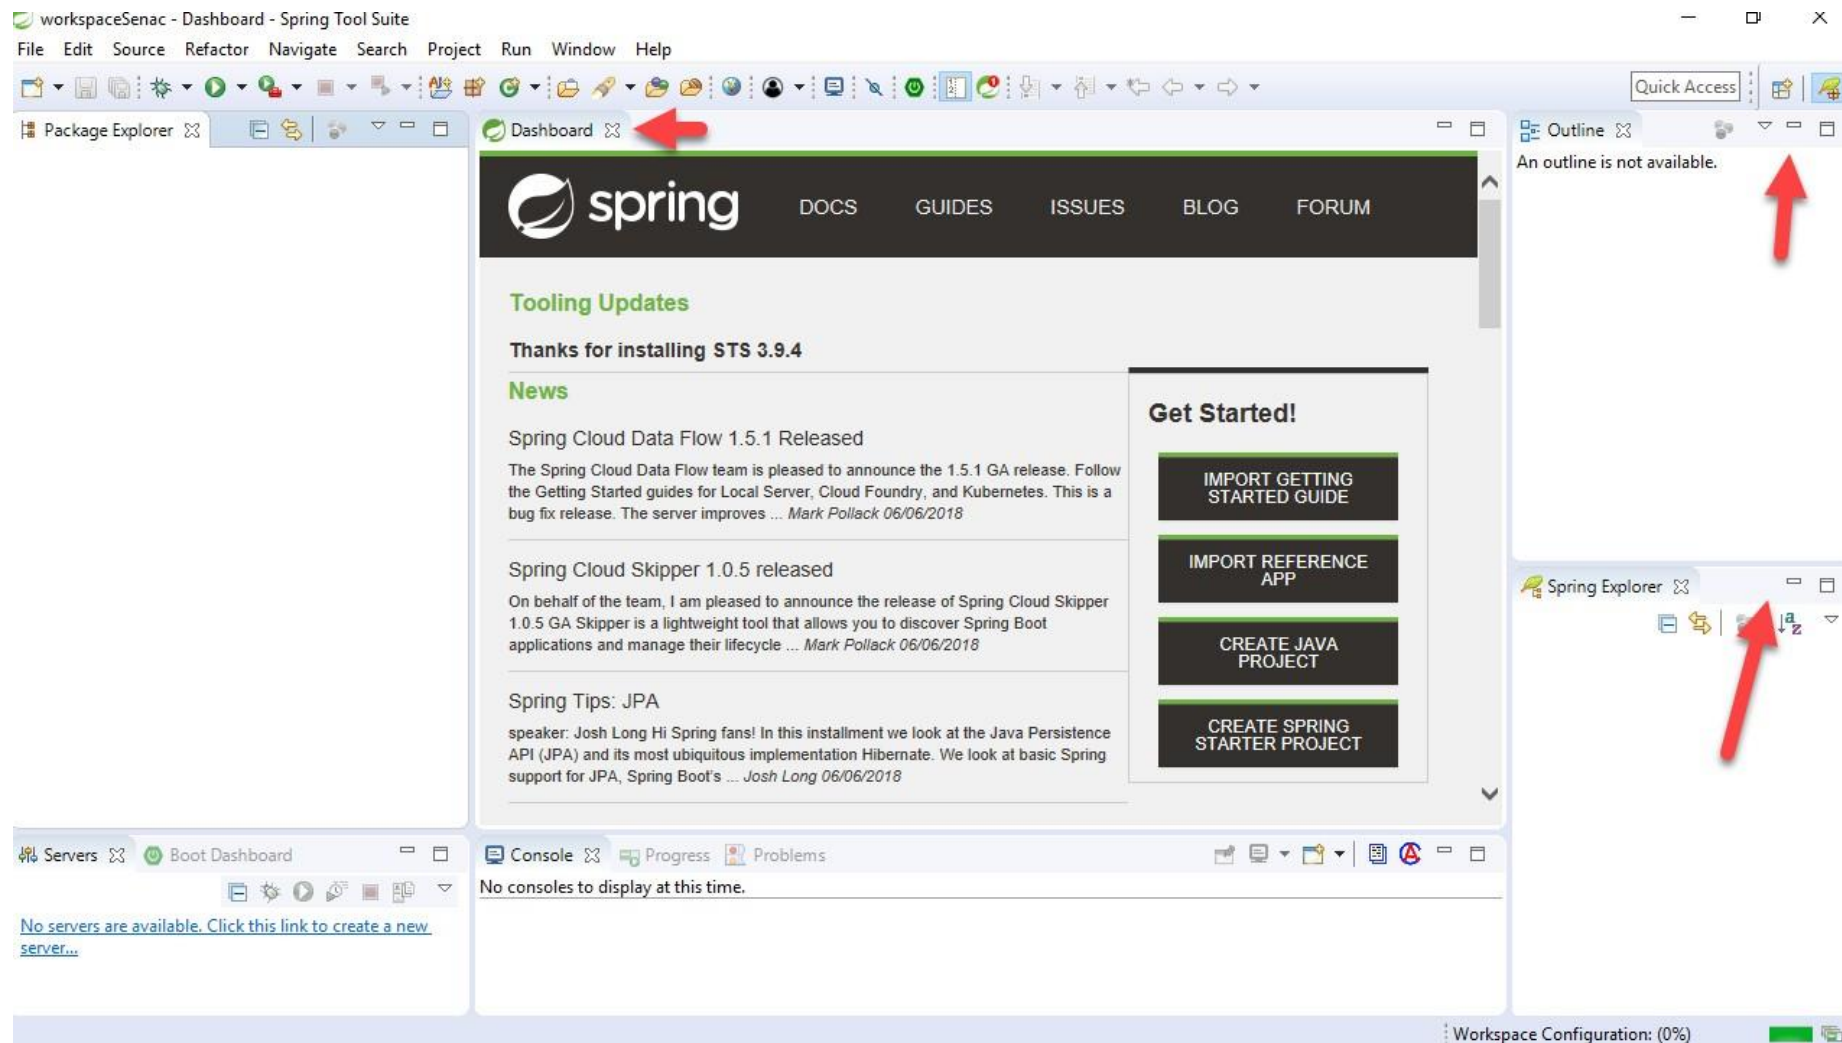 workspaceSenac - Dashboard - Spring Tool Suite
File Edit Source Refactor Navigate Search Project Run Window Help
Quick Access
Package Explorer
Dashboard
Outline
An outline is not available.
spring DOCS GUIDES ISSUES BLOG FORUM
Tooling Updates
Thanks for installing STS 3.9.4
News
Spring Cloud Data Flow 1.5.1 Released
The Spring Cloud Data Flow team is pleased to announce the 1.5.1 GA release. Follow
the Getting Started guides for Local Server, Cloud Foundry, and Kubernetes. This is a
bug fix release. The server improves ... Mark Pollack 06/06/2018
Spring Cloud Skipper 1.0.5 released
On behalf of the team, I am pleased to announce the release of Spring Cloud Skipper
1.0.5 GA Skipper is a lightweight tool that allows you to discover Spring Boot
applications and manage their lifecycle ... Mark Pollack 06/06/2018
Spring Tips: JPA
speaker: Josh Long Hi Spring fans! In this installment we look at the Java Persistence
API (JPA) and its most ubiquitous implementation Hibernate. We look at basic Spring
support for JPA, Spring Boot's ... Josh Long 06/06/2018
Get Started!
IMPORT GETTING
STARTED GUIDE
IMPORT REFERENCE
APP
CREATE JAVA
PROJECT
CREATE SPRING
STARTER PROJECT
Spring Explorer
Servers Boot Dashboard
No servers are available. Click this link to create a new
server...
Console Progress Problems
No consoles to display at this time.
Workspace Configuration: (0%)